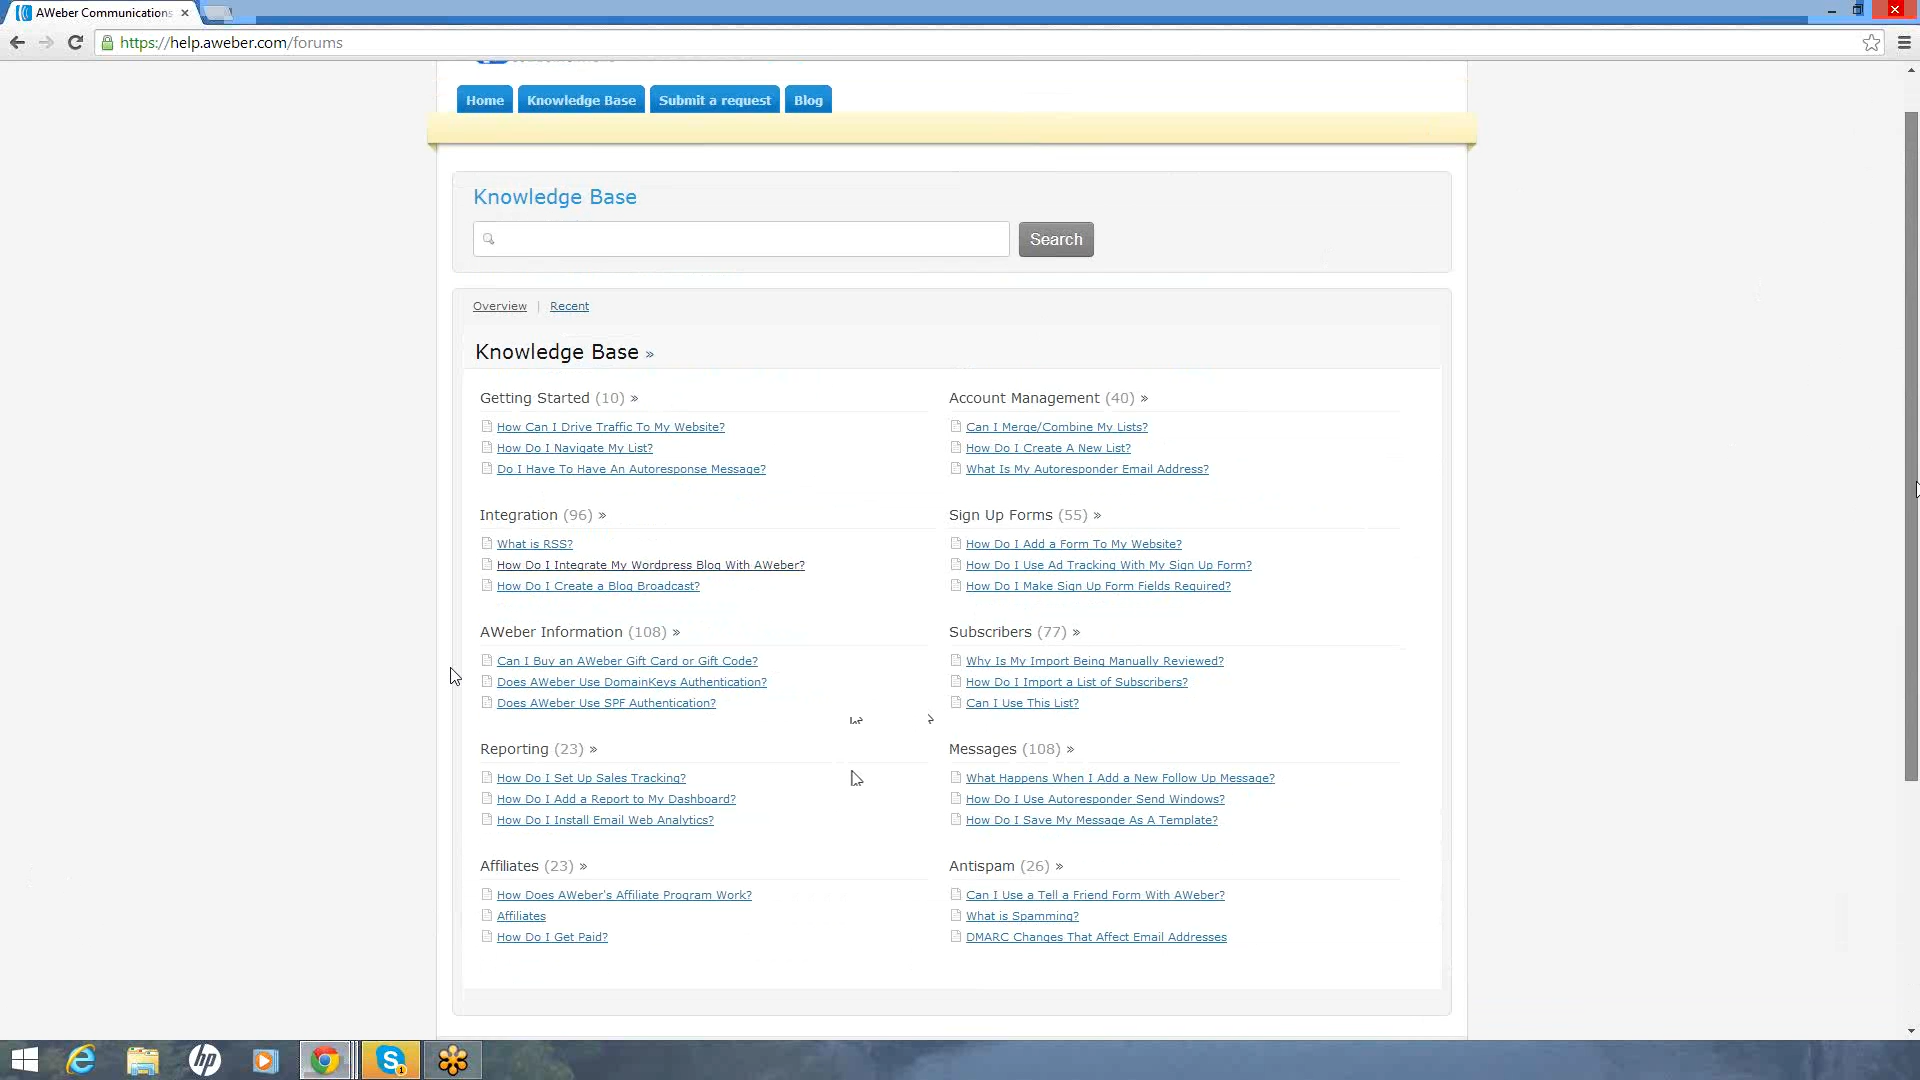 AWeber Communications
https://help.aweber.com/forums
Home
Knowledge Base
Submit a request
Blog
Knowledge Base
Search
Overview | Recent
Knowledge Base »
Getting Started (10) »
How Can I Drive Traffic To My Website?
How Do I Navigate My List?
Do I Have To Have An Autoresponse Message?
Account Management (40) »
Can I Merge/Combine My Lists?
How Do I Create A New List?
What Is My Autoresponder Email Address?
Integration (96) »
What is RSS?
How Do I Integrate My Wordpress Blog With AWeber?
How Do I Create a Blog Broadcast?
Sign Up Forms (55) »
How Do I Add a Form To My Website?
How Do I Use Ad Tracking With My Sign Up Form?
How Do I Make Sign Up Form Fields Required?
AWeber Information (108) »
Can I Buy an AWeber Gift Card or Gift Code?
Does AWeber Use DomainKeys Authentication?
Does AWeber Use SPF Authentication?
Subscribers (77) »
Why Is My Import Being Manually Reviewed?
How Do I Import a List of Subscribers?
Can I Use This List?
Reporting (23) »
How Do I Set Up Sales Tracking?
How Do I Add a Report to My Dashboard?
How Do I Install Email Web Analytics?
Messages (108) »
What Happens When I Add a New Follow Up Message?
How Do I Use Autoresponder Send Windows?
How Do I Save My Message As A Template?
Affiliates (23) »
How Does AWeber's Affiliate Program Work?
Affiliates
How Do I Get Paid?
Antispam (26) »
Can I Use a Tell a Friend Form With AWeber?
What is Spamming?
DMARC Changes That Affect Email Addresses
hp
S
1